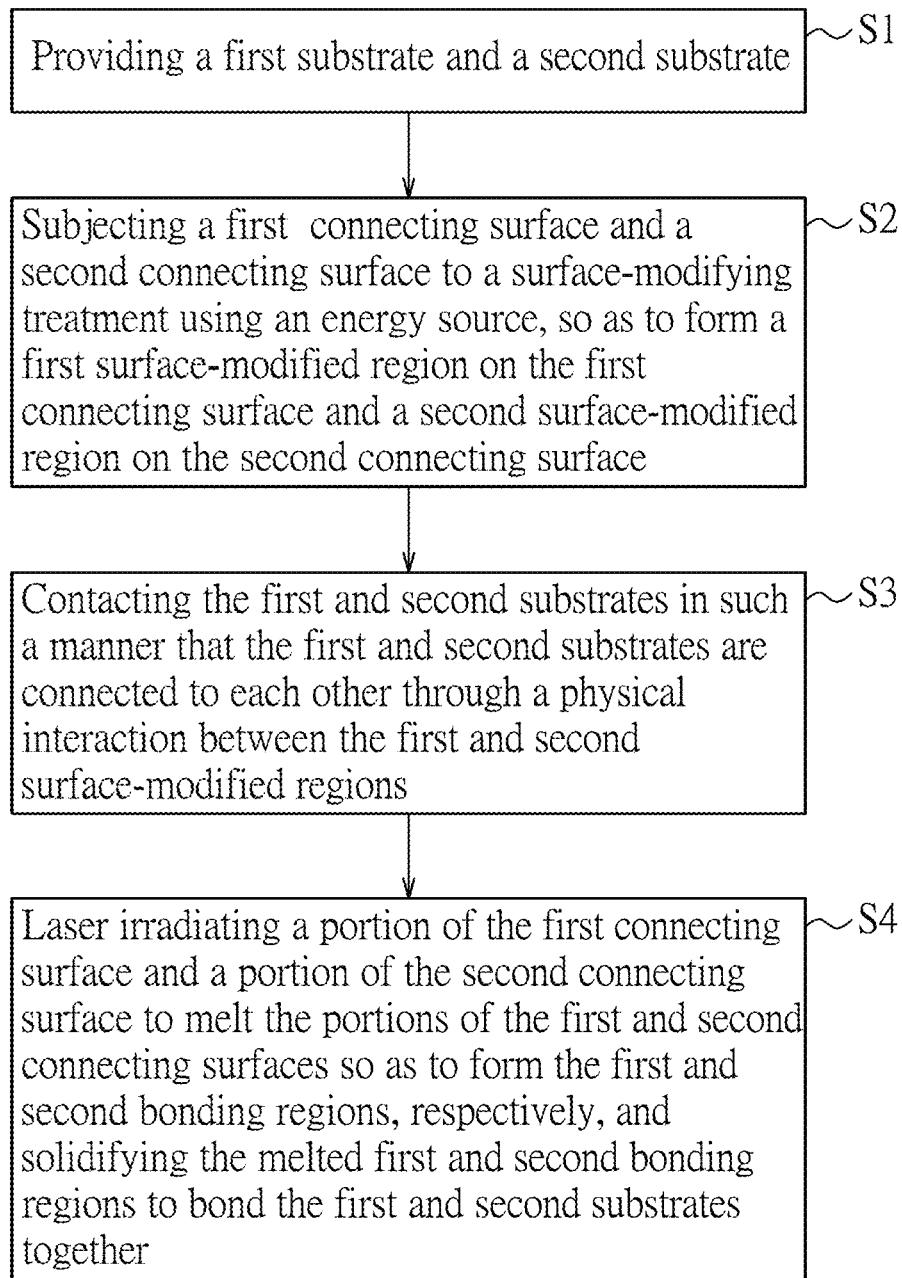 Providing a first substrate and a second substrate
S1
Subjecting a first connecting surface and a
second connecting surface to a surface-modifying
treatment using an energy source, so as to form a
first surface-modified region on the first
connecting surface and a second surface-modified
region on the second connecting surface
S2
Contacting the first and second substrates in such
a manner that the first and second substrates are
connected to each other through a physical
interaction between the first and second
surface-modified regions
S3
Laser irradiating a portion of the first connecting
surface and a portion of the second connecting
surface to melt the portions of the first and second
connecting surfaces so as to form the first and
second bonding regions, respectively, and
solidifying the melted first and second bonding
regions to bond the first and second substrates
together
S4